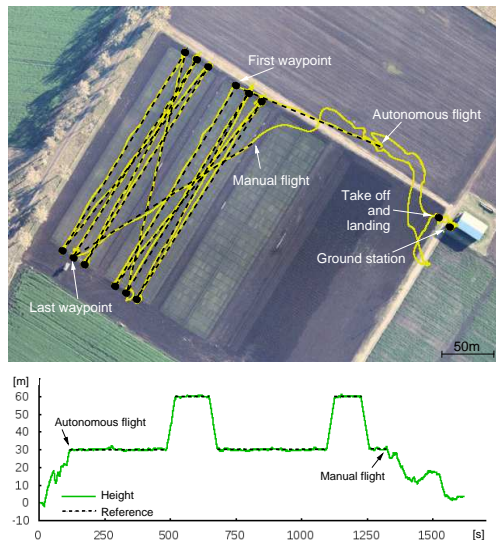 First waypoint
Autonomous flight
Manual flight
Take off
and
landing
Ground station
Last waypoint
50m
[m]
60
50
40
30
20
10
0
-10
Autonomous flight
Manual flight
Height
Reference
0
250
500
750
1000
1250
1500
[s]